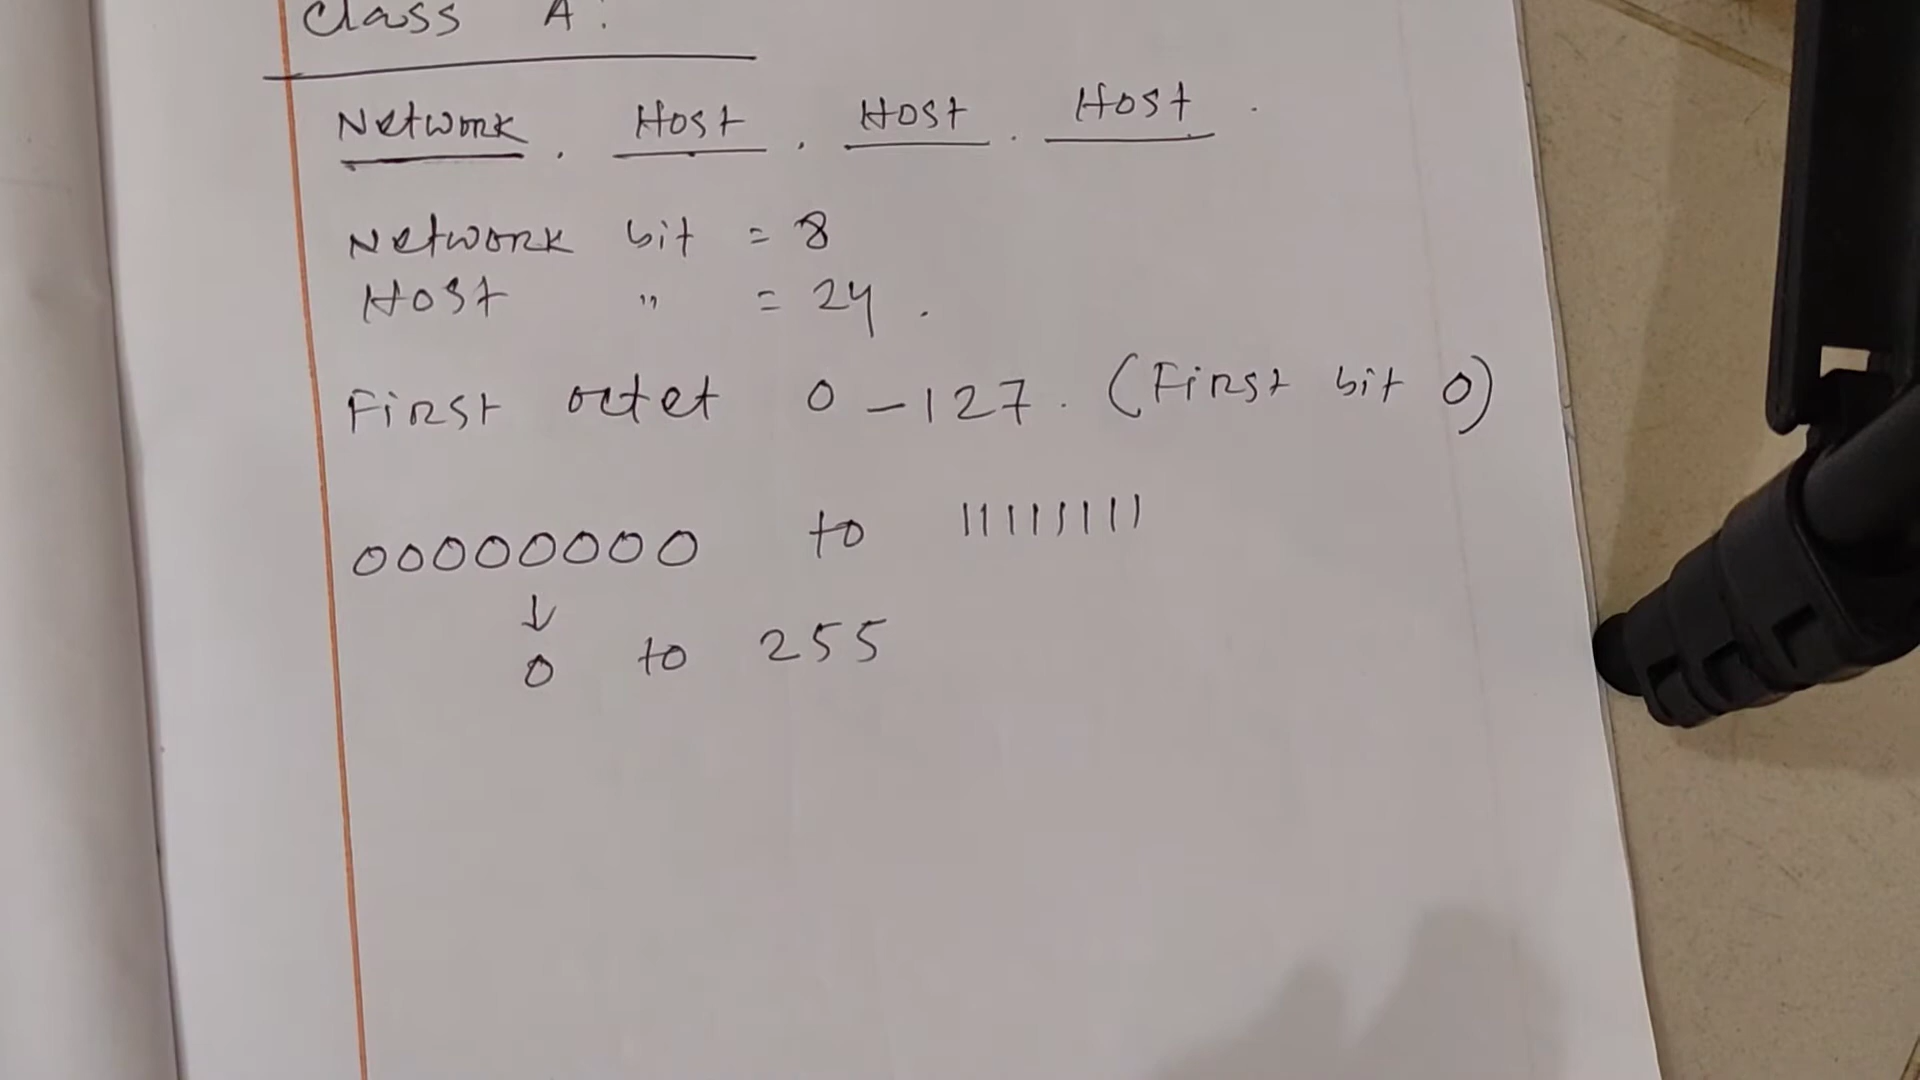 Class A:
Network . Host . Host . Host .
Network bit = 8
Host " = 24 .
First octet 0 - 127 . (First bit 0)
00000000 to 11111111
↓
0 to 255